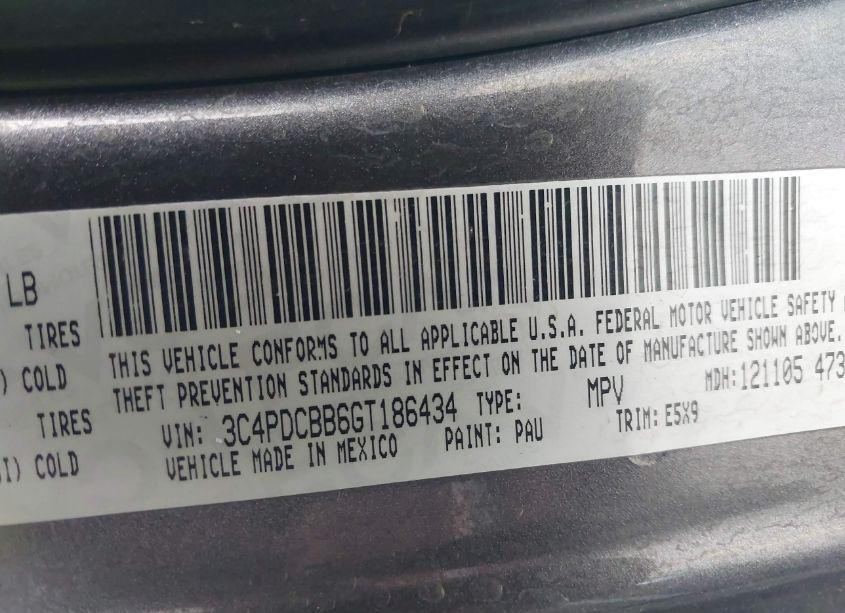 LB
TIRES
) COLD
TIRES
I) COLD
THIS VEHICLE CONFORMS TO ALL APPLICABLE U.S.A. FEDERAL MOTOR VEHICLE SAFETY
THEFT PREVENTION STANDARDS IN EFFECT ON THE DATE OF MANUFACTURE SHOWN ABOVE.
VIN: 3C4PDCBB6GT186434 TYPE: MPV MDH:121105 473
VEHICLE MADE IN MEXICO PAINT: PAU TRIM:E5X9